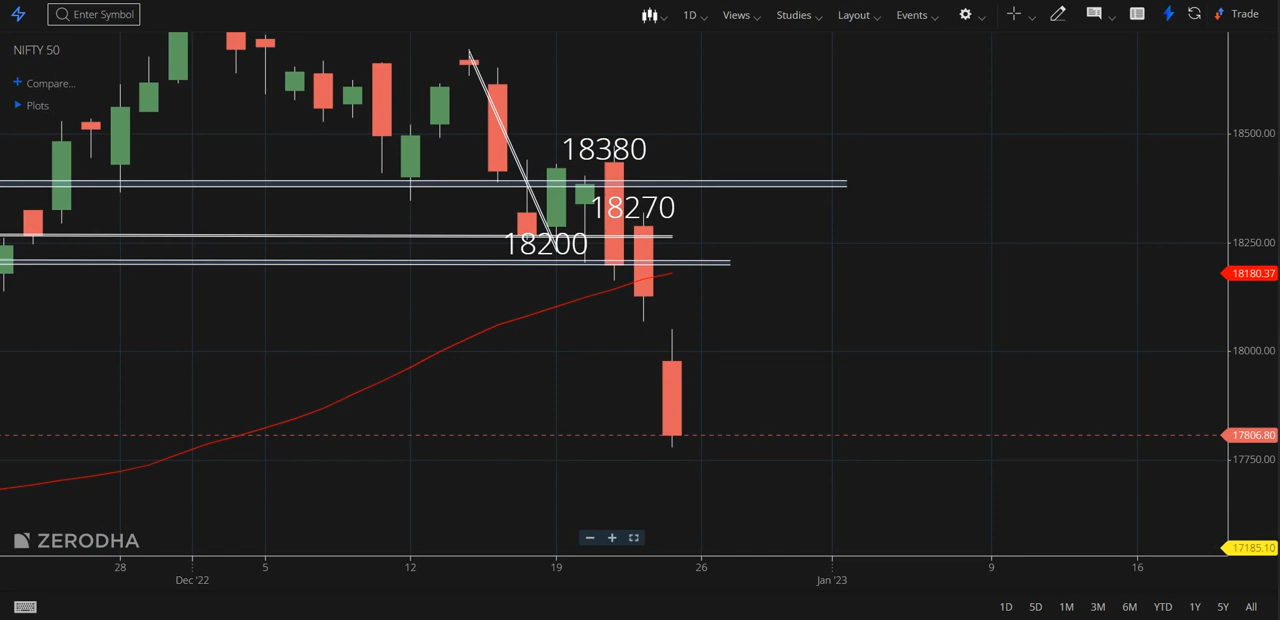 Enter Symbol
1D
Views
Studies
Layout
Events
Trade
NIFTY 50
+ Compare...
Plots
18380
18270
18200
18500.00
18250.00
18180.37
18000.00
17806.80
17750.00
17185.10
ZERODHA
28
5
12
19
26
9
16
Dec '22
Jan '23
1D
5D
1M
3M
6M
YTD
1Y
5Y
All